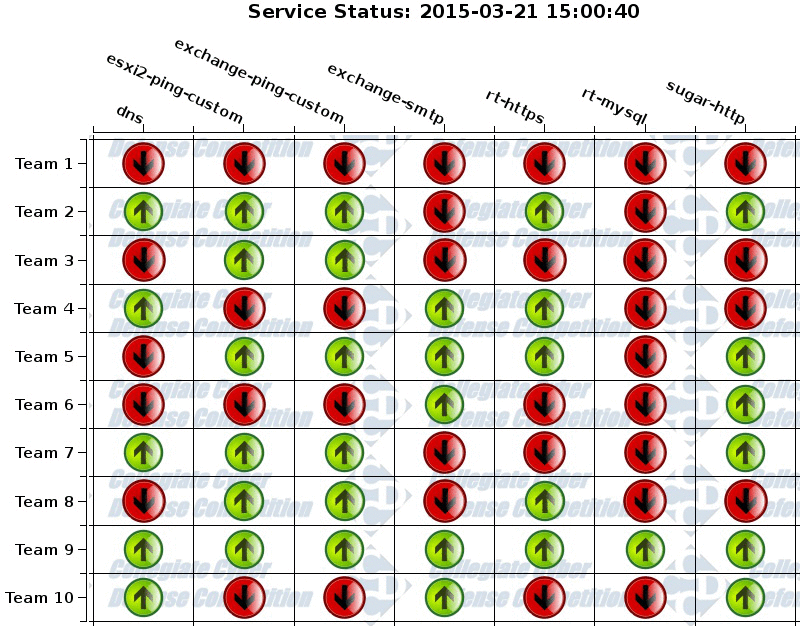 Service Status: 2015-03-21 15:00:40
dns
esxi2-ping-custom
exchange-ping-custom
exchange-smtp
rt-https
rt-mysql
sugar-http
Team 1
Team 2
Team 3
Team 4
Team 5
Team 6
Team 7
Team 8
Team 9
Team 10
Collegiate Cyber
Defense Competition